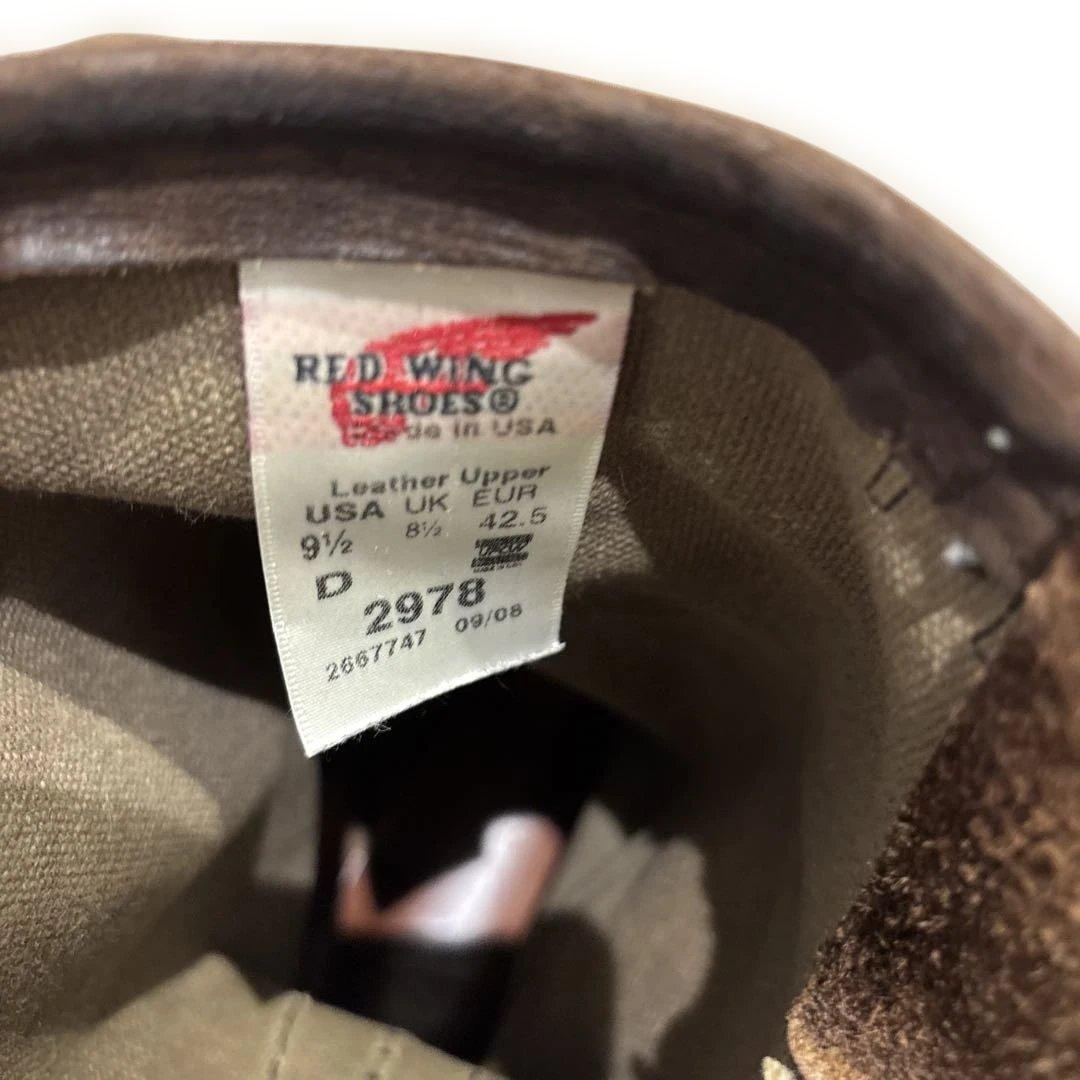 RED WING
SHOES®
Made in USA
Leather Upper
USA UK EUR
9½ 8½ 42.5
D
2978
2667747 09/08